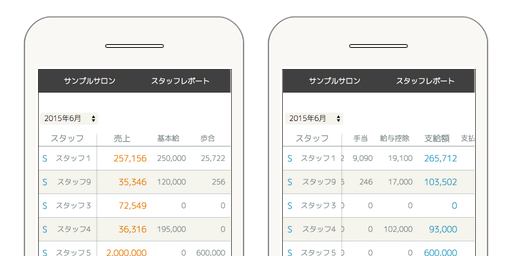 サンプルサロン スタッフレポート
2015年6月
スタッフ 売上 基本給 歩合
S スタッフ1 257,156 250,000 25,722
S スタッフ9 35,346 120,000 256
S スタッフ3 72,549 0 0
S スタッフ4 36,316 195,000 0
S スタッフ5 2,000,000 0 600,000
サンプルサロン スタッフレポート
2015年6月
スタッフ 手当 給与控除 支給額 支払
S スタッフ1 2 9,090 19,100 265,712
S スタッフ9 246 17,000 103,502
S スタッフ3 0 0 0
S スタッフ4 0 102,000 93,000
S スタッフ5 0 0 600,000